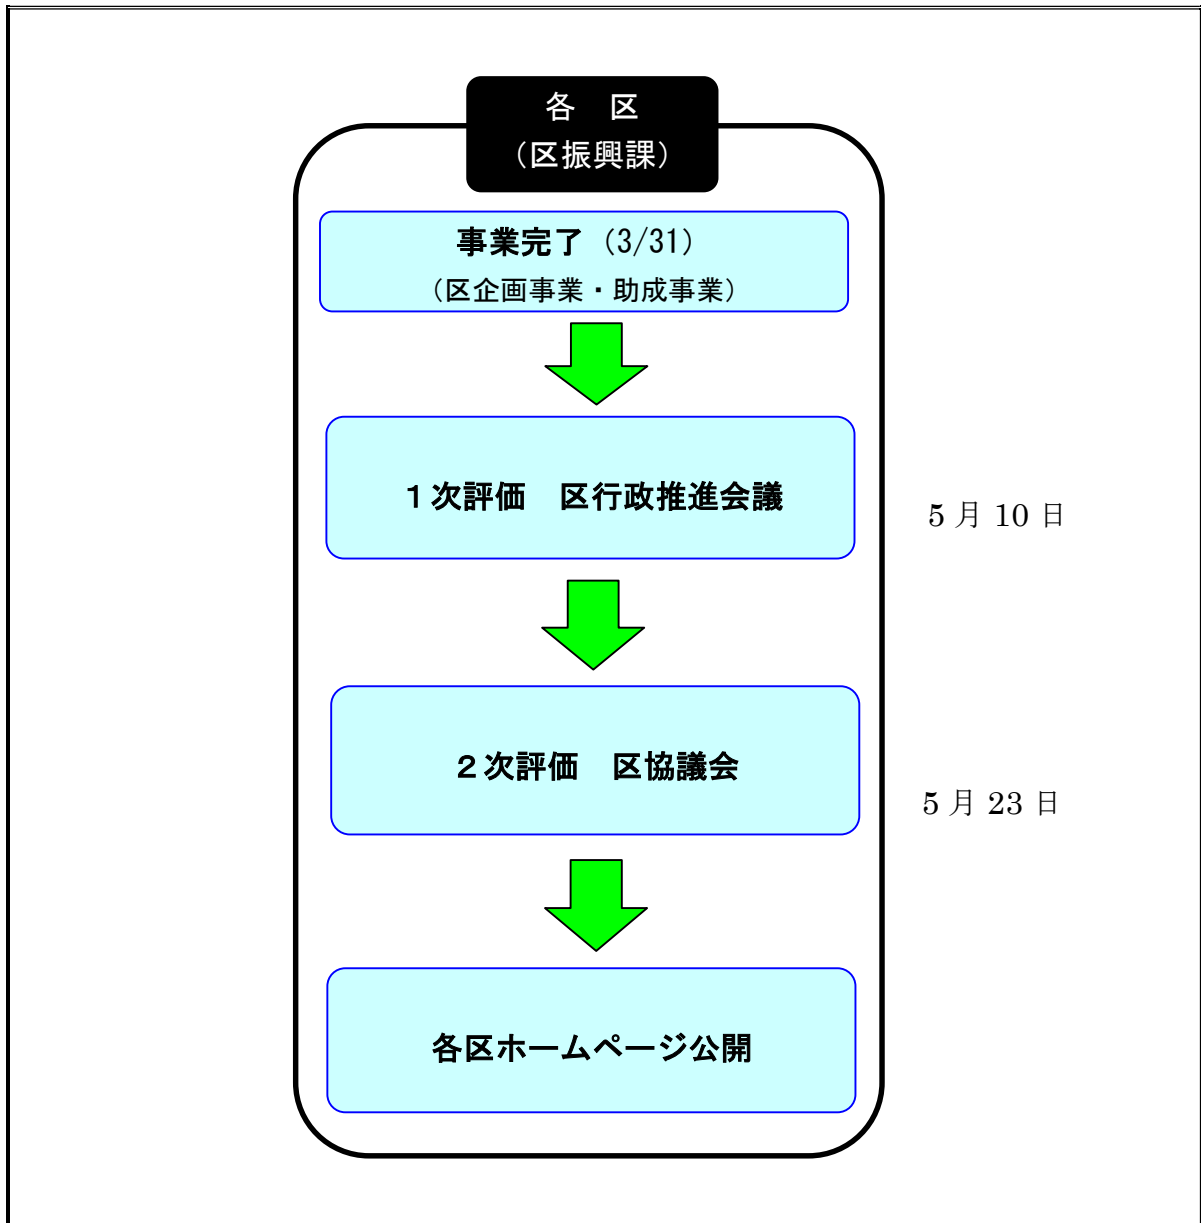 各　区
（区振興課）
事業完了（3/31）
（区企画事業・助成事業）
１次評価　区行政推進会議
5 月 10 日
２次評価　区協議会
5 月 23 日
各区ホームページ公開